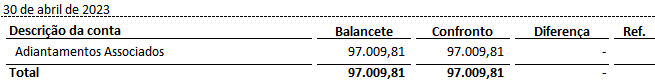 30 de abril de 2023
Descrição da conta Balancete Confronto Diferença Ref.
Adiantamentos Associados 97.009,81 97.009,81 -
Total 97.009,81 97.009,81 -